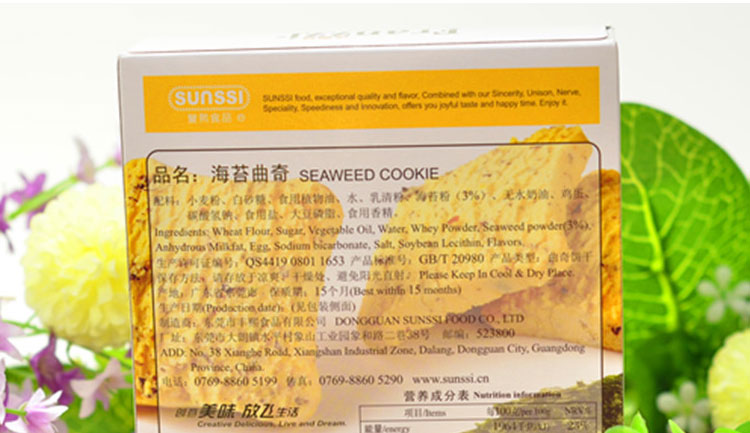 SUNSSI
SUNSSI food, exceptional quality and flavor, Combined with our Sincerity, Unison, Nerve,
Speciality, Speediness and Innovation, offers you joyful taste and happy time. Enjoy it.
食品
品名：海苔曲奇 SEAWEED COOKIE
配料：小麦粉、白砂糖、食用植物油、水、乳清粉、海苔粉（3%）、无水奶油、鸡蛋、
碳酸氢钠、食用盐、大豆磷脂、食用香精。
Ingredients: Wheat Flour, Sugar, Vegetable Oil, Water, Whey Powder, Seaweed powder(3%),
Anhydrous Milkfat, Egg, Sodium bicarbonate, Salt, Soybean Lecithin, Flavors.
生产许可证编号：QS4419 0801 1653 产品标准号：GB/T 20980 产品类型：曲奇饼干
保存方法：请存放于凉爽、干燥处、避免阳光直射。Please Keep In Cool & Dry Place.
产地：广东省东莞市 保质期：15个月(Best within 15 months)
生产日期(Production date)：(见包装侧面)
制造商：东莞市丰熙食品有限公司 DONGGUAN SUNSSI FOOD CO., LTD
厂址：东莞市大朗镇水平村象山工业园象和路二巷38号 邮编：523800
ADD: No. 38 Xianghe Road, Xiangshan Industrial Zone, Dalang, Dongguan City, Guangdong
Province, China.
电话：0769-8860 5199 传真：0769-8860 5290 www.sunssi.cn
创意美味 放飞生活
Creative Delicious, Live and Dream.
营养成分表 Nutrition information
项目/Items 每100克/per 100g NRV%
能量/energy 1964千焦(kJ) 23%